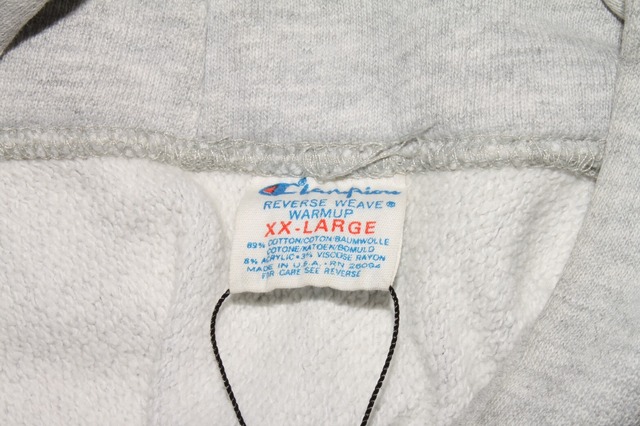 Champion
REVERSE WEAVE®
WARMUP
XX-LARGE
89% COTTON/COTON/BAUMWOLLE
COTONE/KATOEN/BOMULD
8% ACRYLIC • 3% VISCOSE RAYON
MADE IN U.S.A. - RN 26094
FOR CARE SEE REVERSE